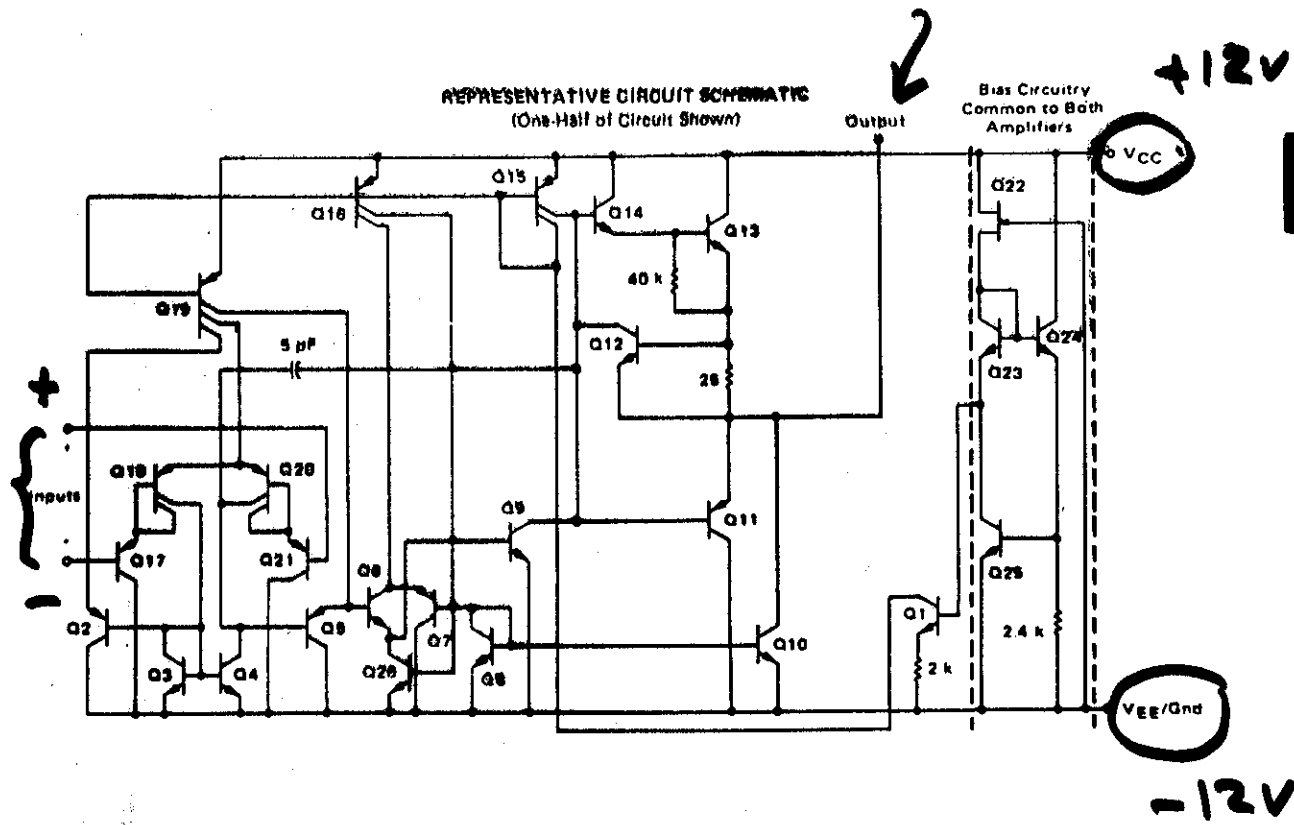 +12V
REPRESENTATIVE CIRCUIT SCHEMATIC
(One-Half of Circuit Shown)
Output
Bias Circuitry
Common to Both
Amplifiers
VCC
Q15
Q22
Q16
Q14
Q13
40 k
Q19
Q12
Q24
5 pF
Q23
25
+
Q18
Q20
Inputs
Q9
Q11
Q17
Q21
Q25
-
Q8
Q1
Q2
Q7
Q10
2.4 k
Q3
Q4
Q26
2 k
VEE/Gnd
-12V